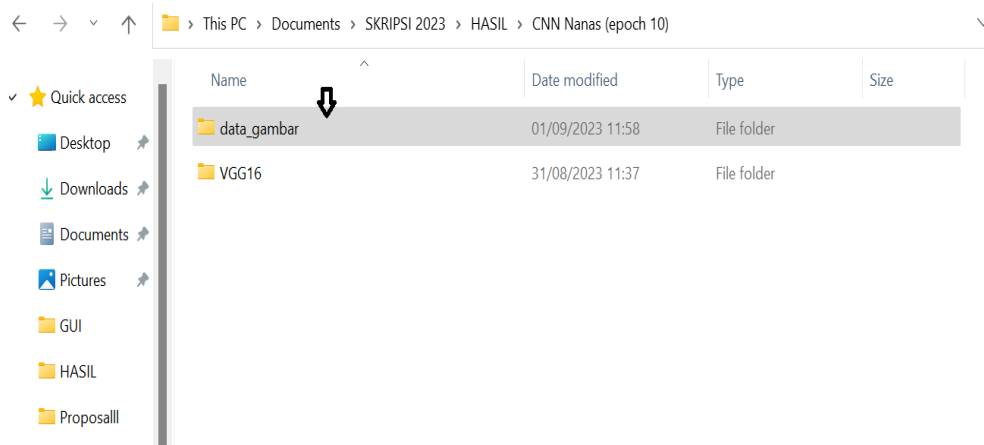 This PC > Documents > SKRIPSI 2023 > HASIL > CNN Nanas (epoch 10)
Name Date modified Type Size
Quick access
Desktop
Downloads
Documents
Pictures
GUI
HASIL
Proposalll
data_gambar 01/09/2023 11:58 File folder
VGG16 31/08/2023 11:37 File folder